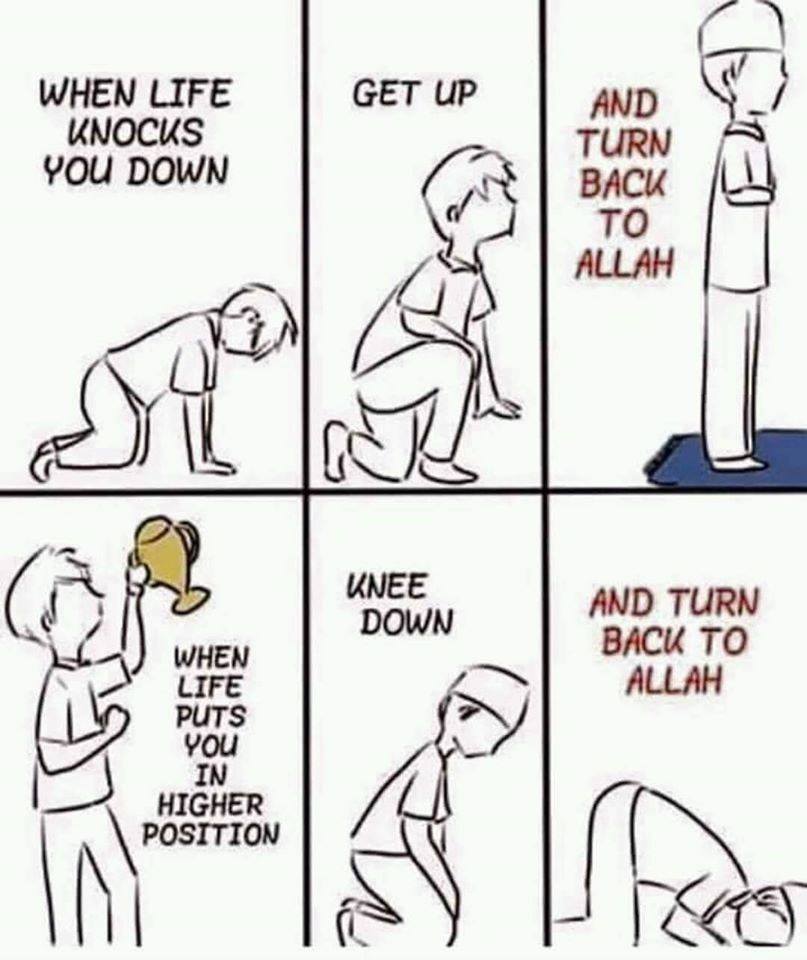 WHEN LIFE
KNOCKS
YOU DOWN
GET UP
AND
TURN
BACK
TO
ALLAH
WHEN
LIFE
PUTS
YOU
IN
HIGHER
POSITION
KNEE
DOWN
AND TURN
BACK TO
ALLAH